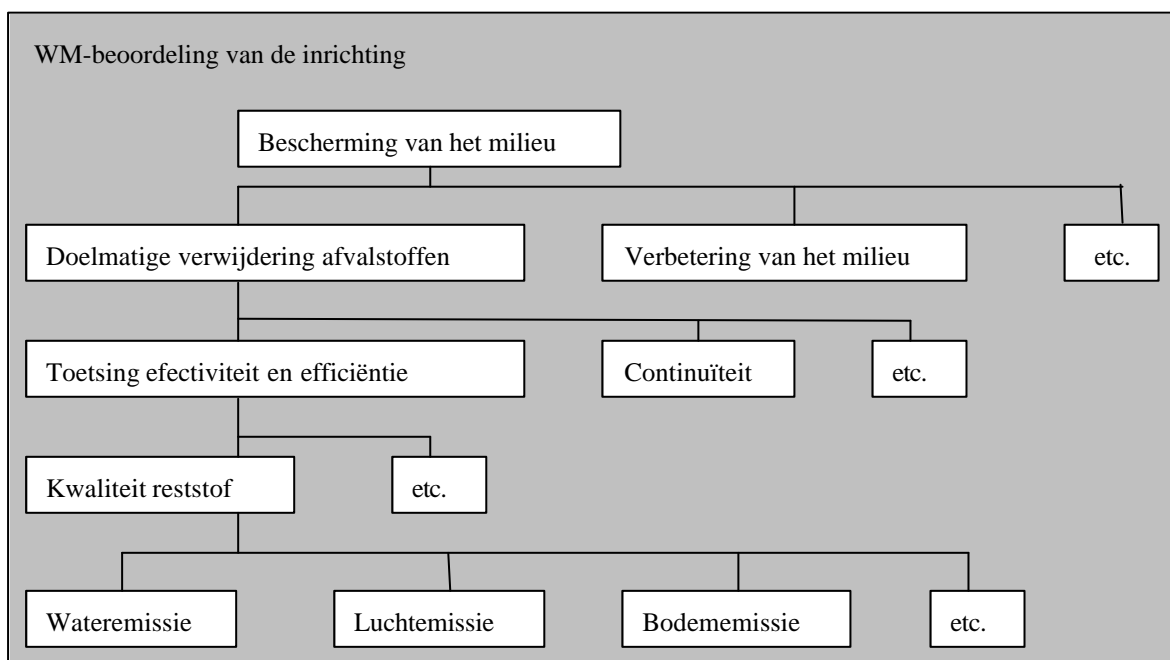 WM-beoordeling van de inrichting
Bescherming van het milieu
Doelmatige verwijdering afvalstoffen
Verbetering van het milieu
etc.
Toetsing efectiviteit en efficiëntie
Continuïteit
etc.
Kwaliteit reststof
etc.
Wateremissie
Luchtemissie
Bodememissie
etc.